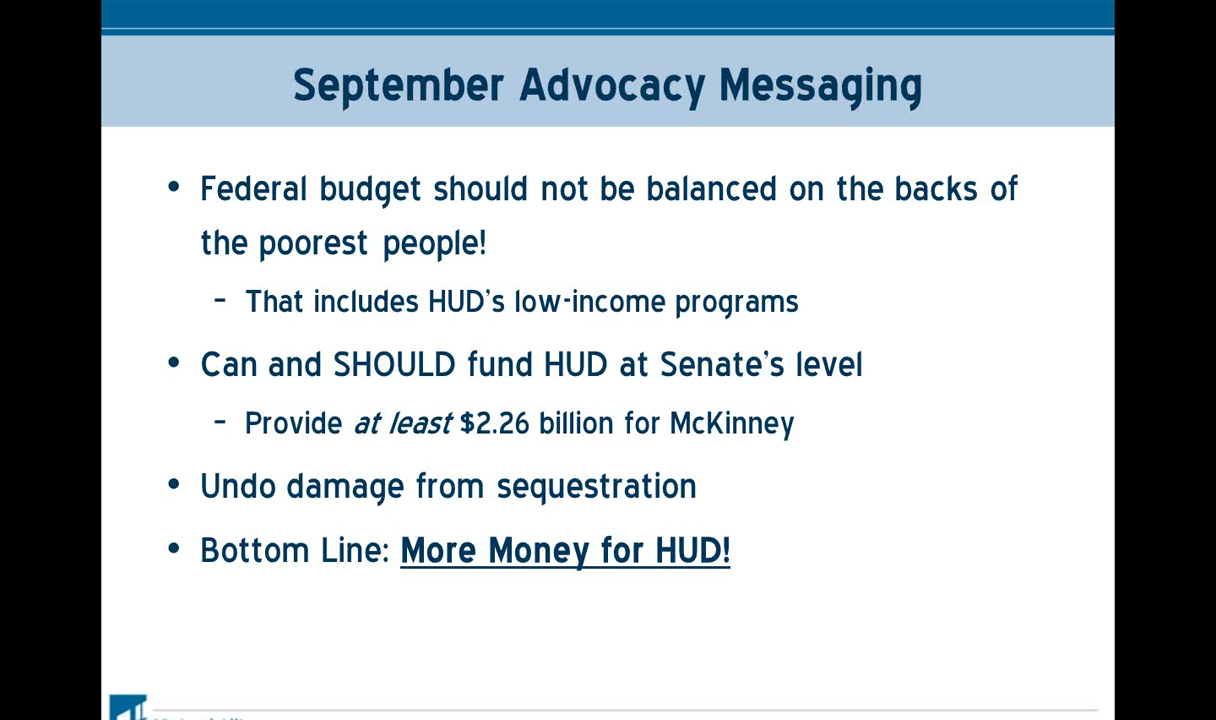 September Advocacy Messaging
• Federal budget should not be balanced on the backs of
the poorest people!
– That includes HUD's low-income programs
• Can and SHOULD fund HUD at Senate's level
– Provide at least $2.26 billion for McKinney
• Undo damage from sequestration
• Bottom Line: More Money for HUD!